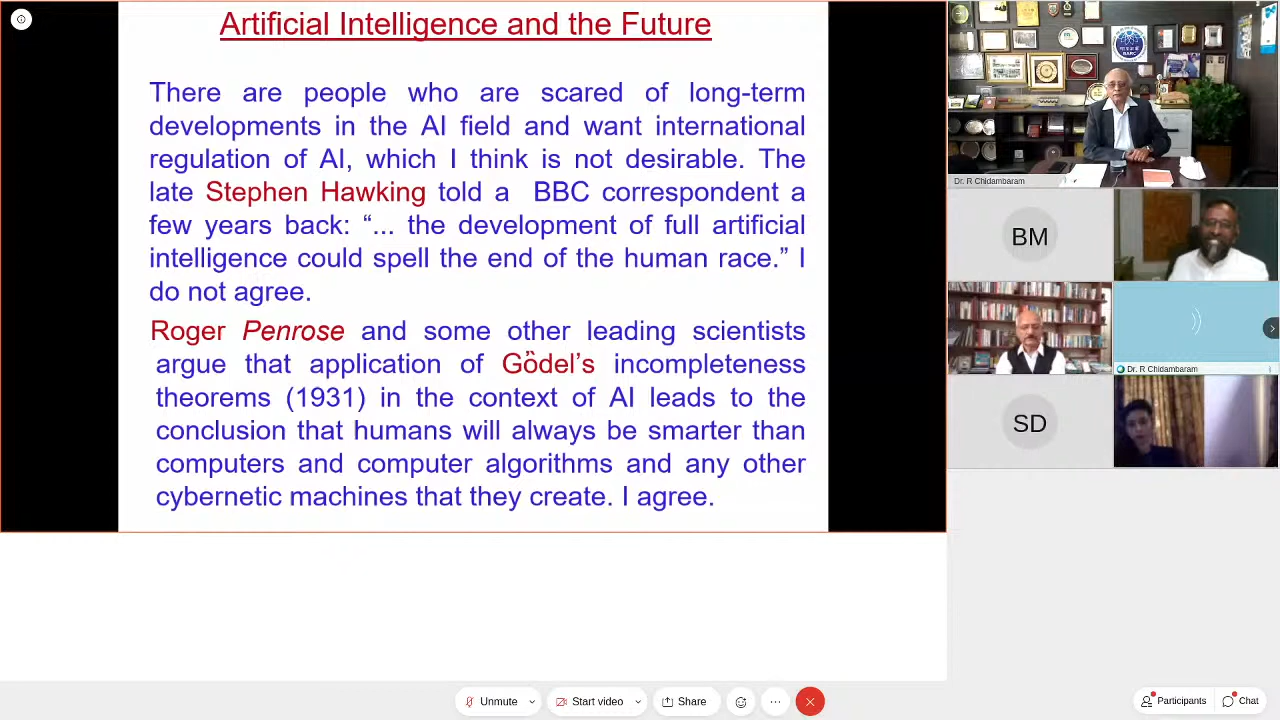 Artificial Intelligence and the Future
There are people who are scared of long-term
developments in the AI field and want international
regulation of AI, which I think is not desirable. The
late Stephen Hawking told a BBC correspondent a
few years back: “... the development of full artificial
intelligence could spell the end of the human race.” I
do not agree.
Roger Penrose and some other leading scientists
argue that application of Gödel’s incompleteness
theorems (1931) in the context of AI leads to the
conclusion that humans will always be smarter than
computers and computer algorithms and any other
cybernetic machines that they create. I agree.
BARC
Dr. R Chidambaram
BM
Dr. R Chidambaram
SD
Unmute
Start video
Share
Participants
Chat